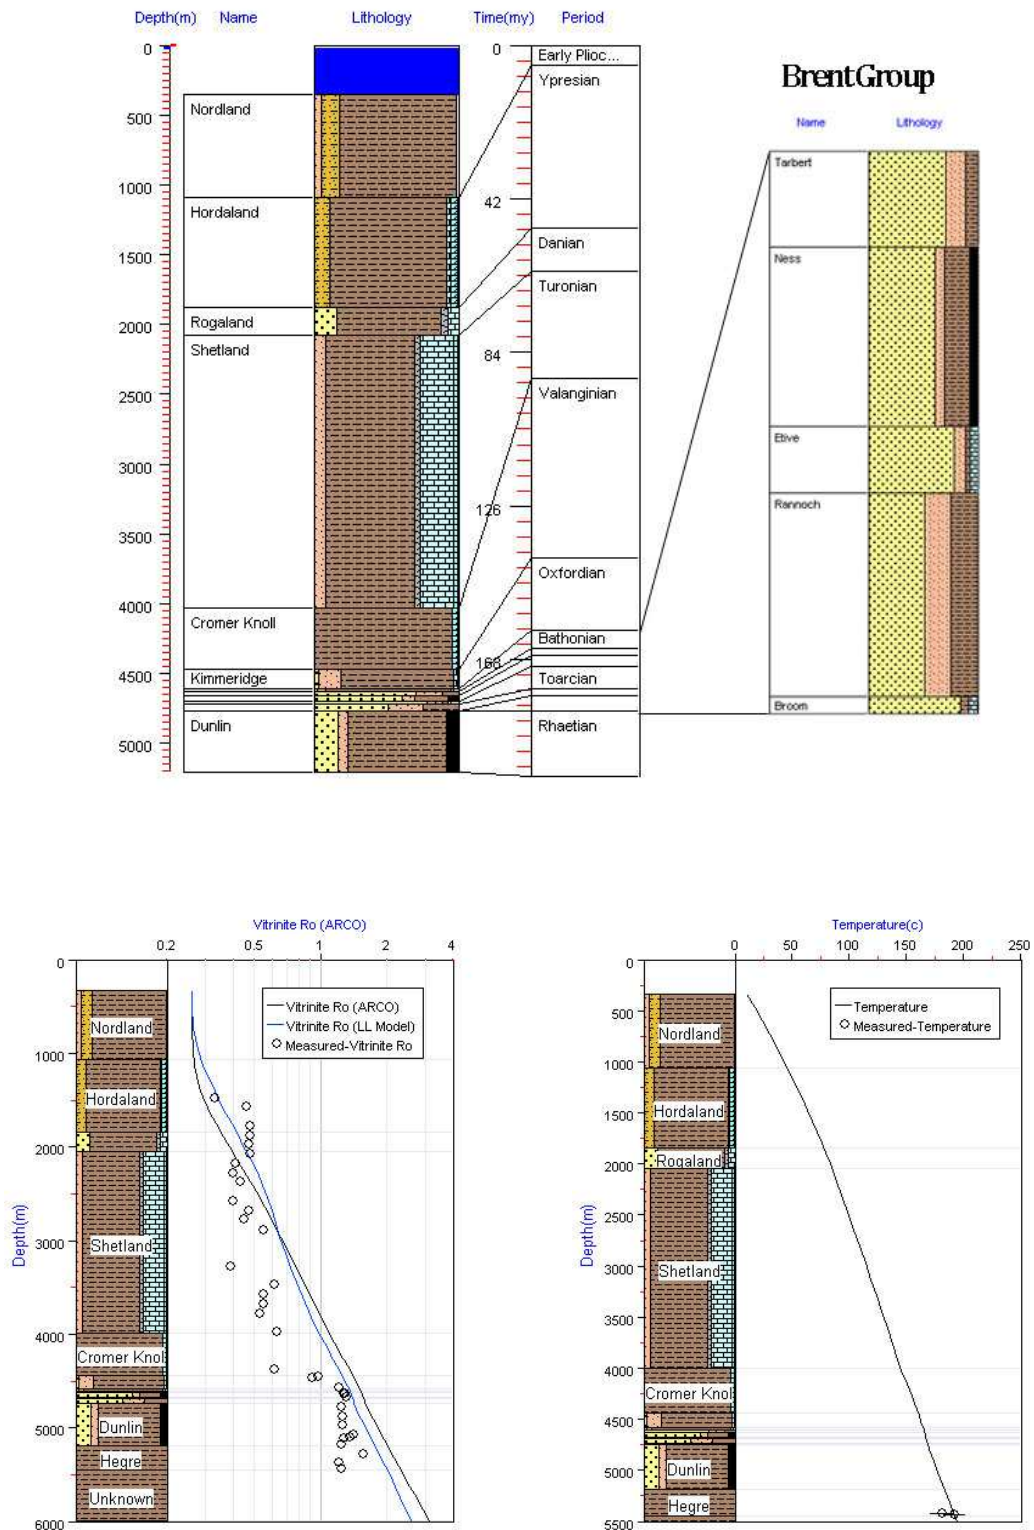 Depth(m) Name Lithology Time(my) Period
0 0 Early Plioc...
Ypresian
Nordland
500
1000
Hordaland 42
1500
Danian
Rogaland
2000
Turonian
Shetland 84
2500
Valanginian
3000
126
3500
Oxfordian
4000
Cromer Knoll
Bathonian
4500 168
Kimmeridge Toarcian
Dunlin Rhaetian
5000
BrentGroup
Name Lithology
Tarbert
Ness
Etive
Rannoch
Broom
Vitrinite Ro (ARCO)
0.2 0.5 1 2 4
0
Vitrinite Ro (ARCO)
Vitrinite Ro (LL Model)
Measured-Vitrinite Ro
Nordland
1000
Hordaland
2000
Shetland
3000
4000
Cromer Knol
5000
Dunlin
Hegre
Unknown
6000
Depth(m)
Temperature(c)
0 50 100 150 200 250
0
Temperature
Measured-Temperature
500
Nordland
1000
Hordaland
1500
Rogaland
2000
2500
Shetland
3000
3500
4000
Cromer Knol
4500
Dunlin
5000
Hegre
5500
Depth(m)